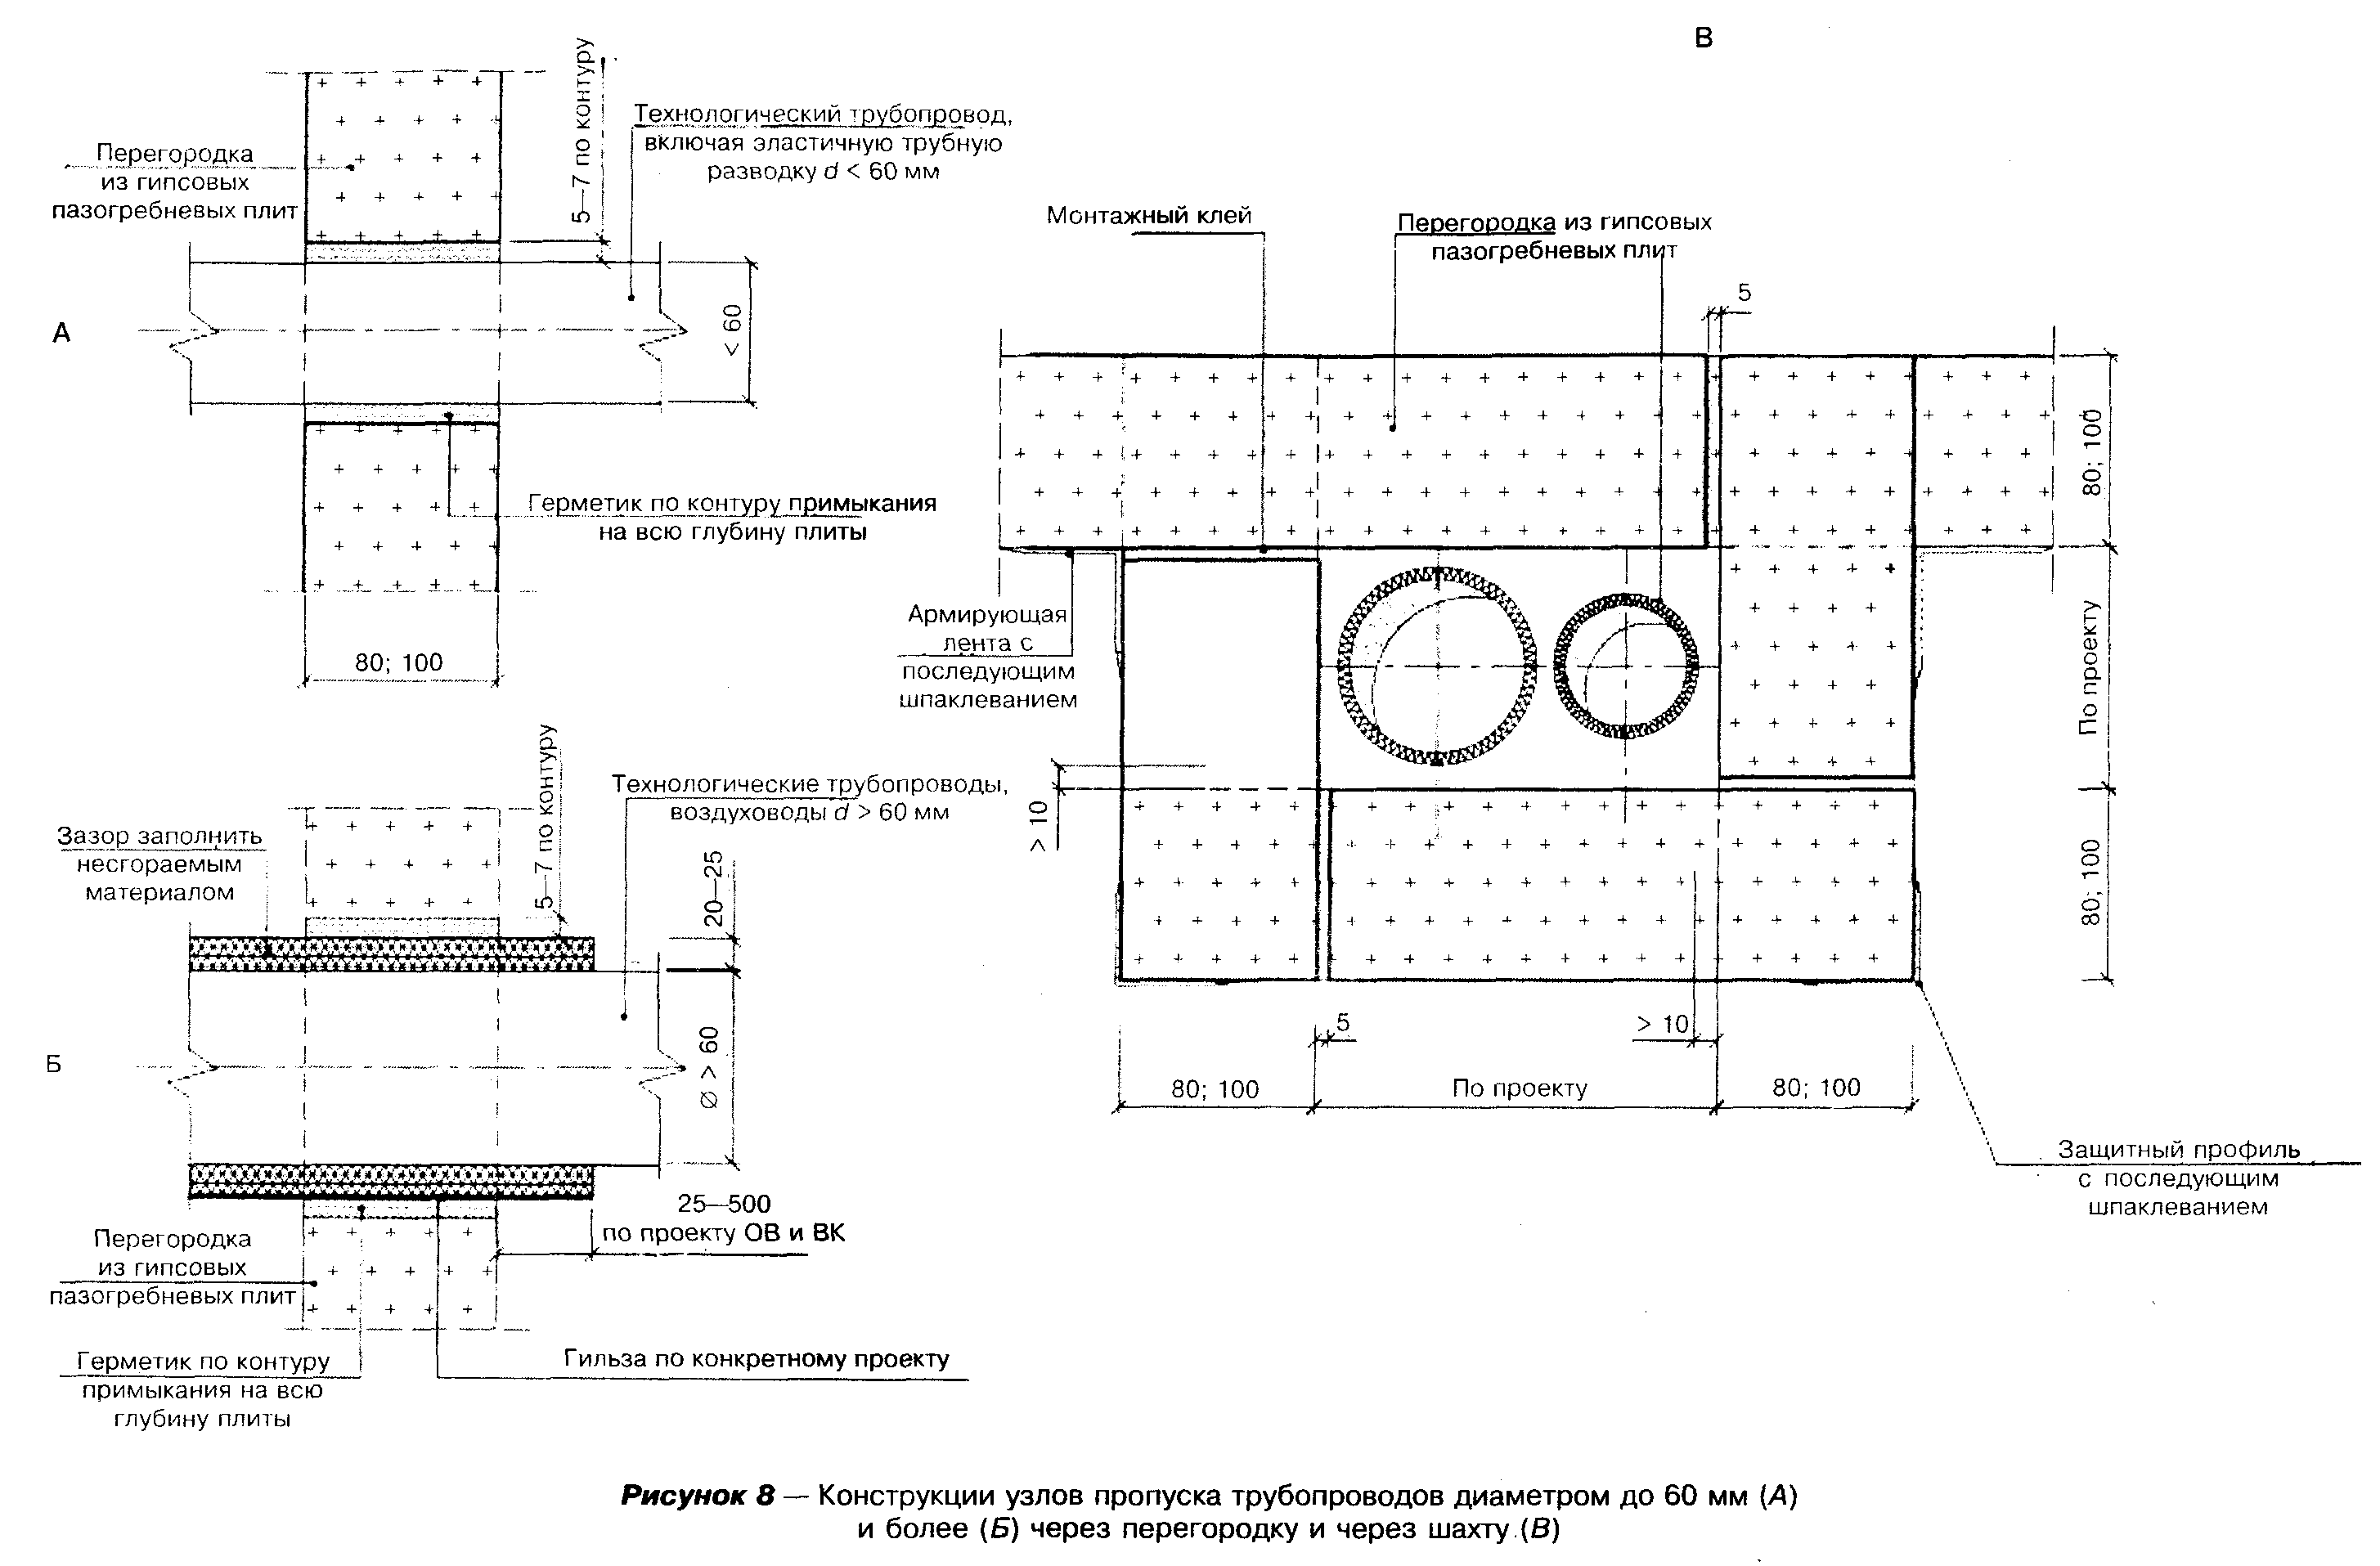 В
5—7 по контуру
Технологический трубопровод,
включая эластичную трубную
разводку d < 60 мм
Перегородка
из гипсовых
пазогребневых плит
А
< 60
Герметик по контуру примыкания
на всю глубину плиты
80; 100
Монтажный клей
Перегородка из гипсовых
пазогребневых плит
5
80; 100
Армирующая
лента с
последующим
шпаклеванием
По проекту
> 10
80; 100
5
> 10
80; 100
По проекту
80; 100
Защитный профиль
с последующим
шпаклеванием
5—7 по контуру
Технологические трубопроводы,
воздуховоды d > 60 мм
Зазор заполнить
несгораемым
материалом
20—25
Б
∅ > 60
25—500
по проекту ОВ и ВК
Перегородка
из гипсовых
пазогребневых плит
Герметик по контуру
примыкания на всю
глубину плиты
Гильза по конкретному проекту
Рисунок 8 — Конструкции узлов пропуска трубопроводов диаметром до 60 мм (А)
и более (Б) через перегородку и через шахту (В)